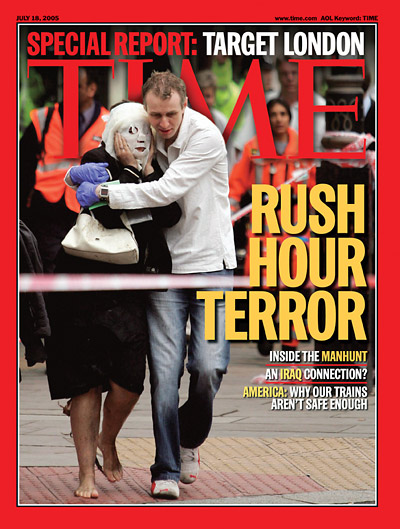 JULY 18, 2005
www.time.com AOL Keyword: TIME
SPECIAL REPORT: TARGET LONDON
TIME
RUSH
HOUR
TERROR
INSIDE THE MANHUNT
AN IRAQ CONNECTION?
AMERICA: WHY OUR TRAINS
AREN'T SAFE ENOUGH